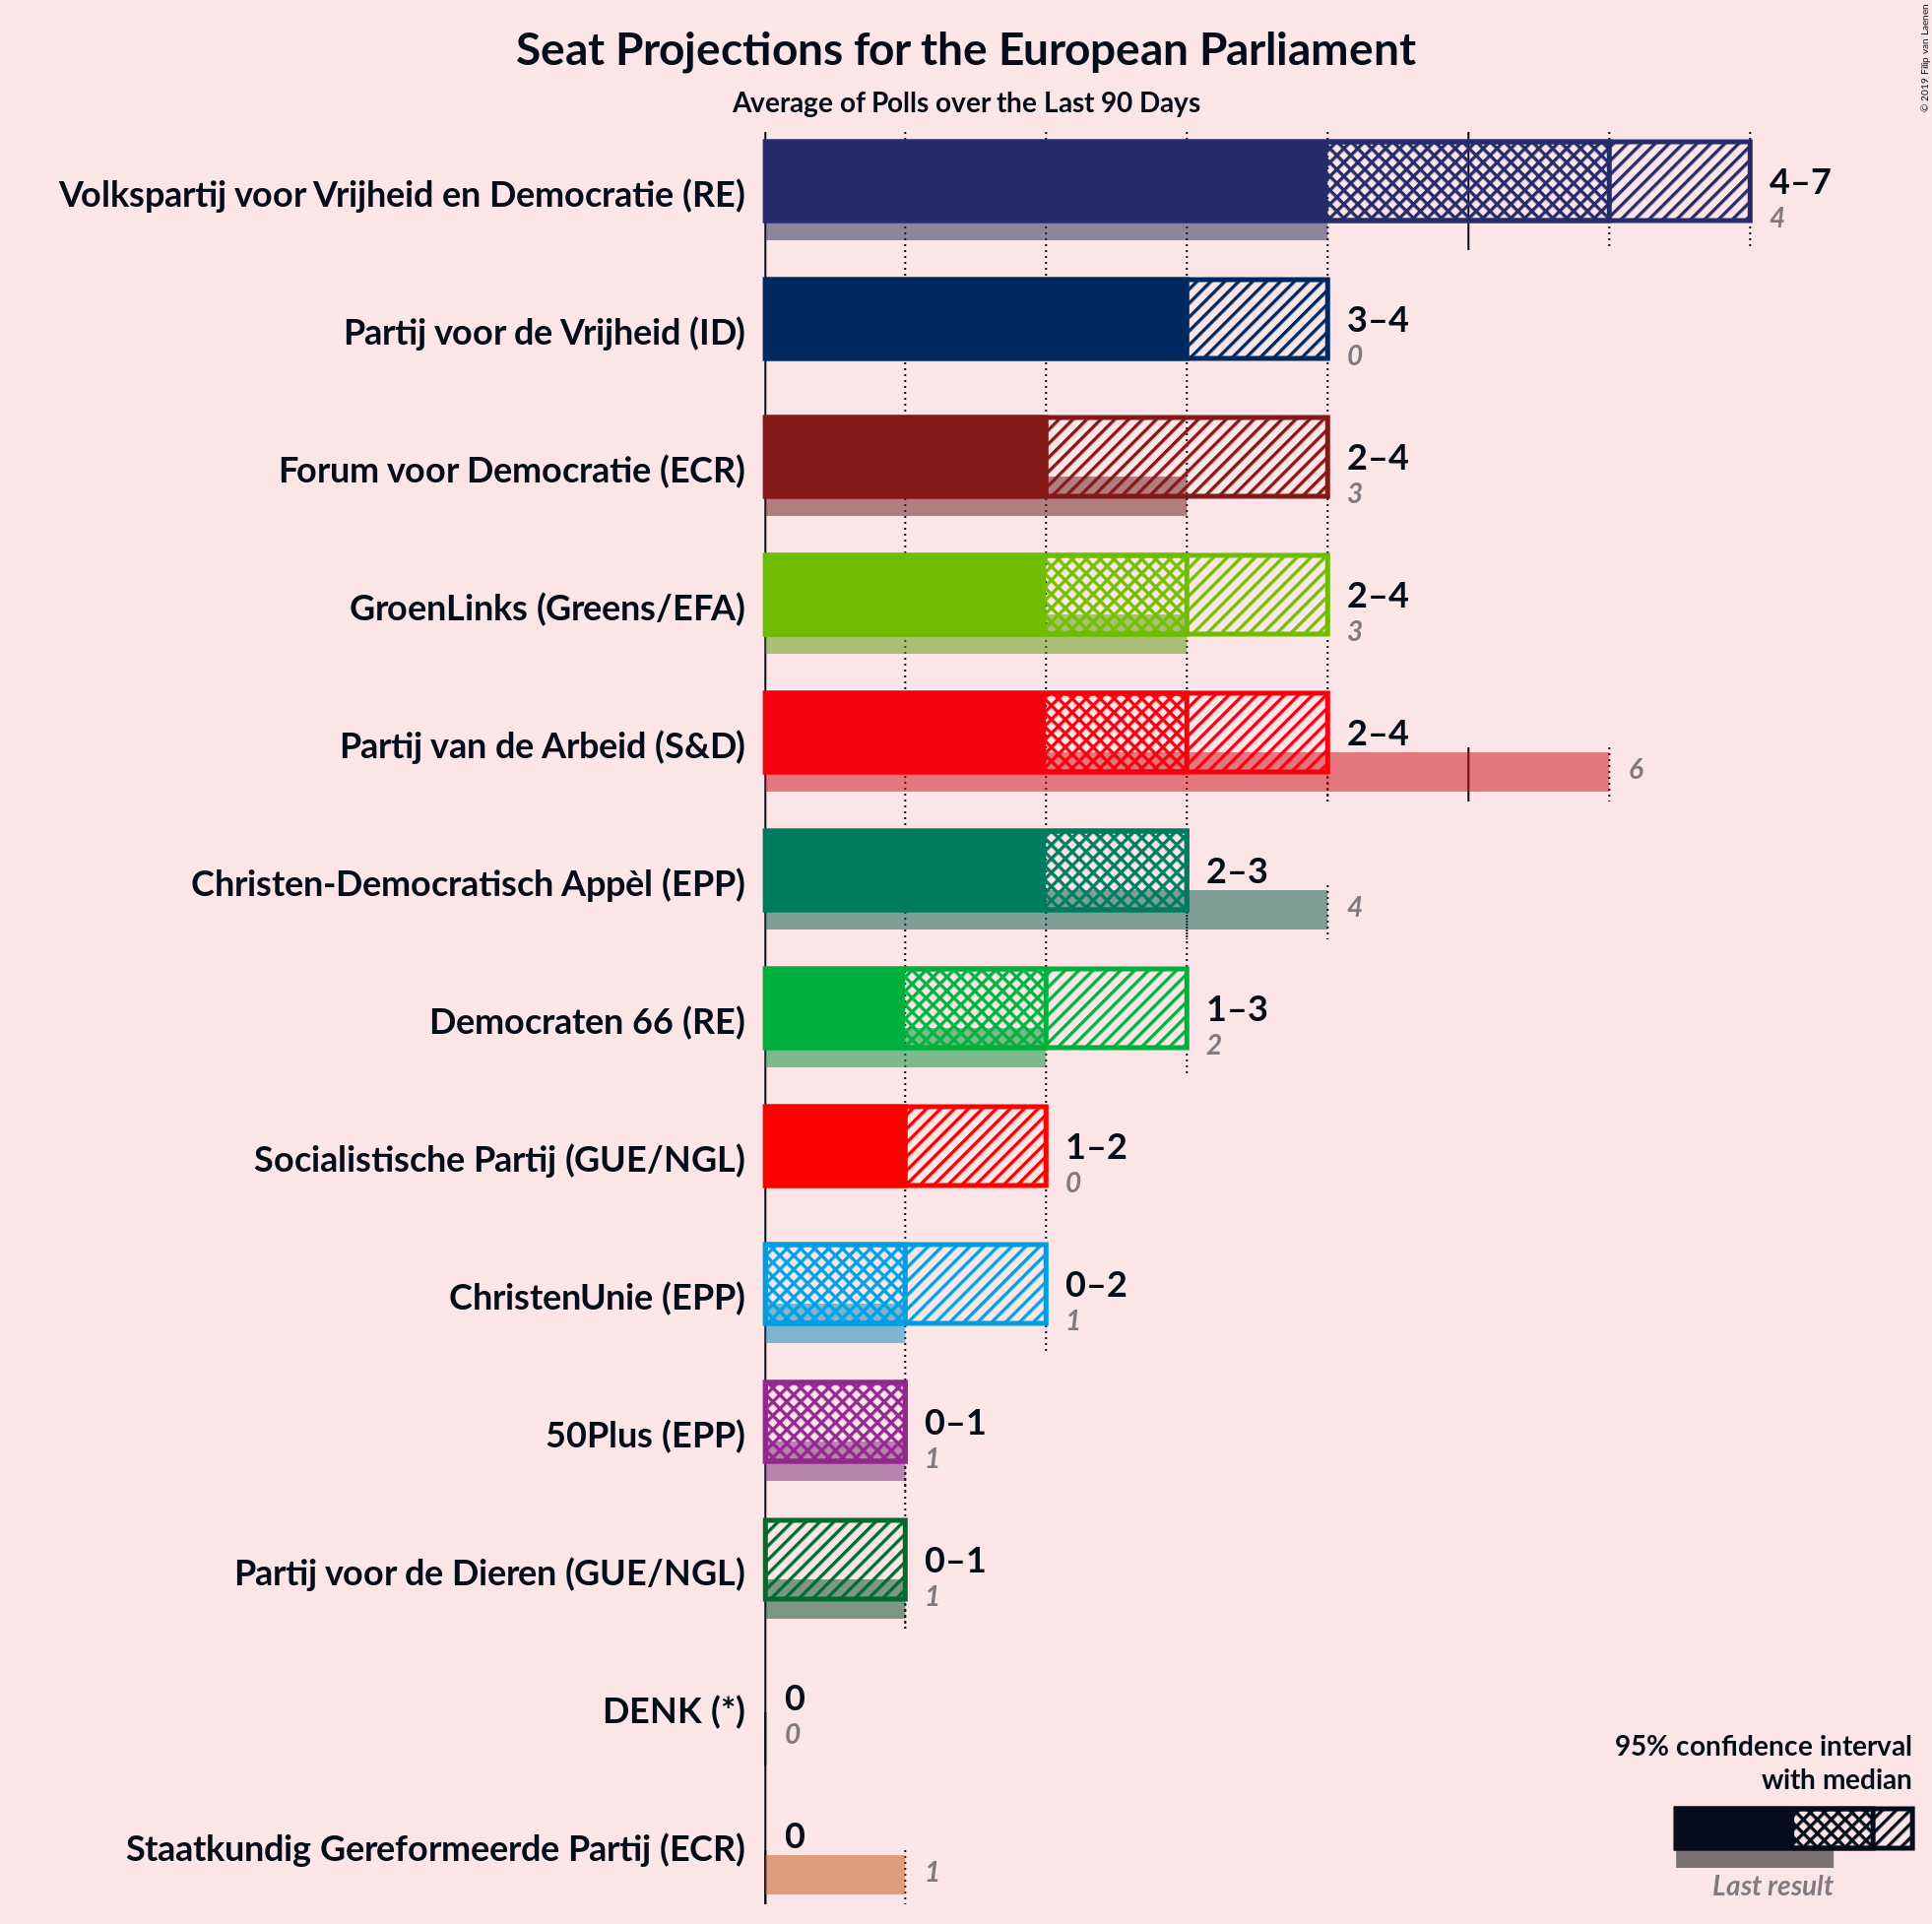 Seat Projections for the European Parliament
Average of Polls over the Last 90 Days
© 2019 Filip van Laenen
Volkspartij voor Vrijheid en Democratie (RE)
4–7
4
Partij voor de Vrijheid (ID)
3–4
0
Forum voor Democratie (ECR)
2–4
3
GroenLinks (Greens/EFA)
2–4
3
Partij van de Arbeid (S&D)
2–4
6
Christen-Democratisch Appèl (EPP)
2–3
4
Democraten 66 (RE)
1–3
2
Socialistische Partij (GUE/NGL)
1–2
0
ChristenUnie (EPP)
0–2
1
50Plus (EPP)
0–1
1
Partij voor de Dieren (GUE/NGL)
0–1
1
DENK (*)
0
0
Staatkundig Gereformeerde Partij (ECR)
0
1
95% confidence interval
with median
Last result